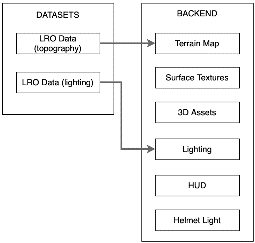 DATASETS
LRO Data
(topography)
LRO Data (lighting)
BACKEND
Terrain Map
Surface Textures
3D Assets
Lighting
HUD
Helmet Light